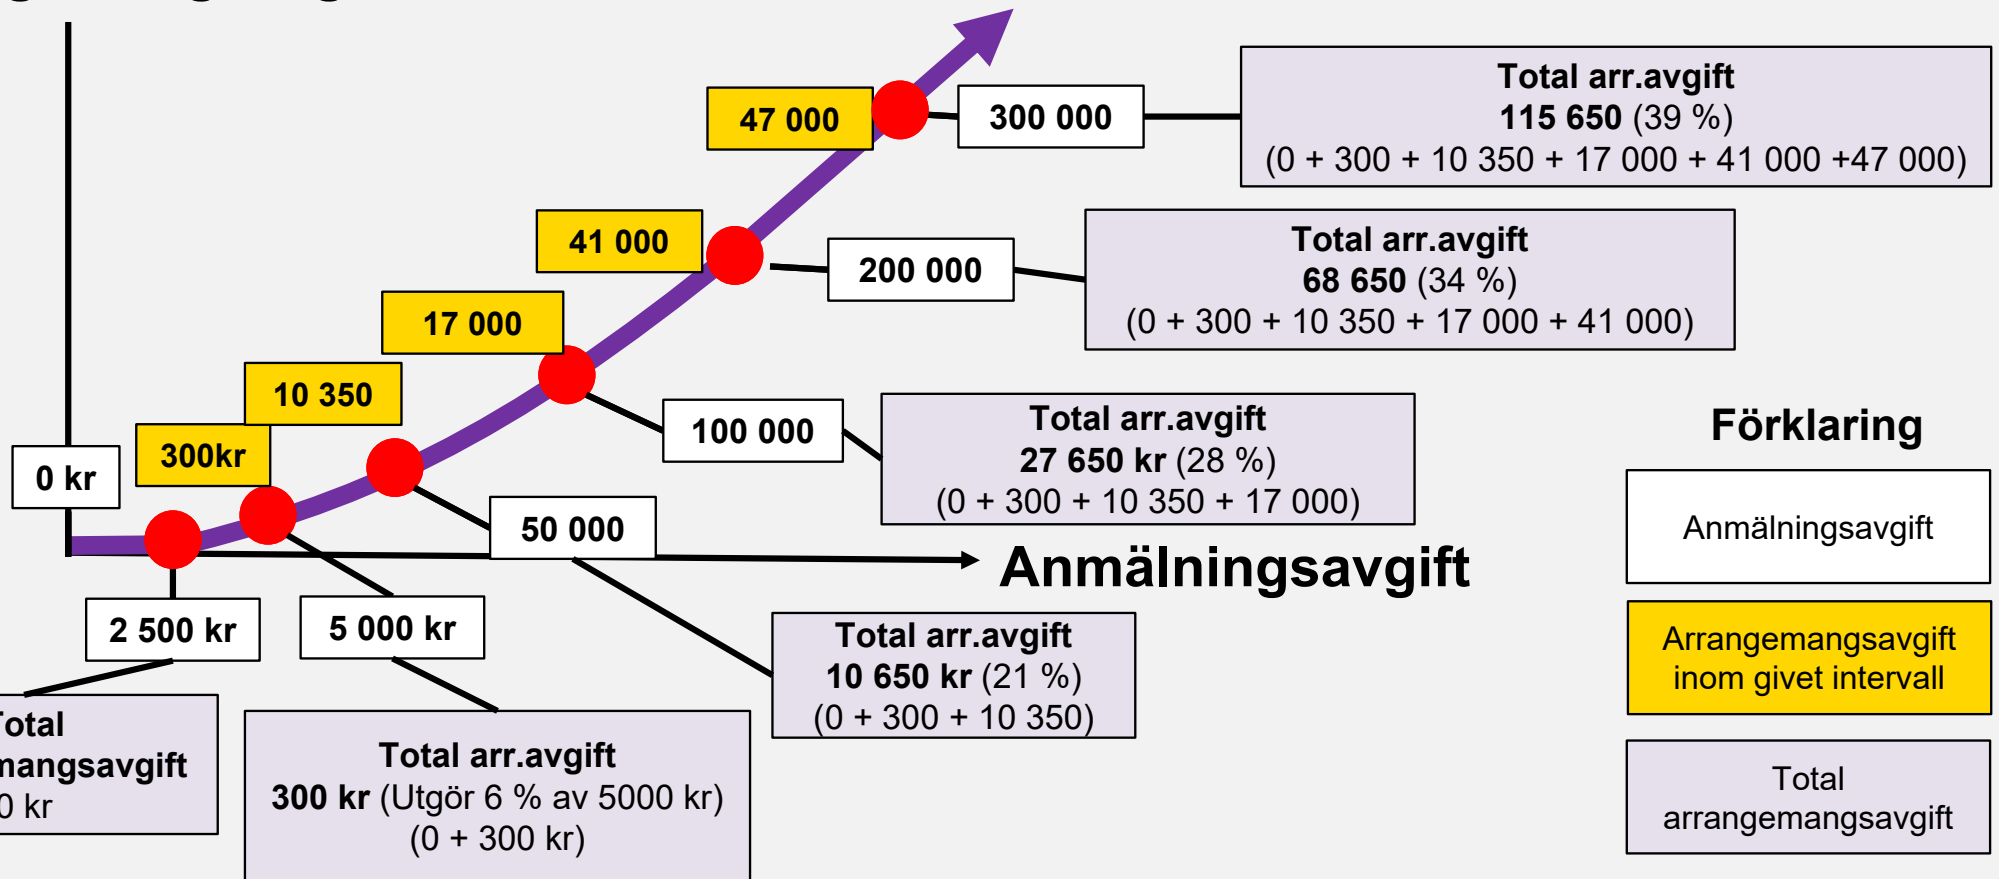 47 000
300 000
Total arr.avgift
115 650 (39 %)
(0 + 300 + 10 350 + 17 000 + 41 000 +47 000)
41 000
200 000
Total arr.avgift
68 650 (34 %)
(0 + 300 + 10 350 + 17 000 + 41 000)
17 000
100 000
Total arr.avgift
27 650 kr (28 %)
(0 + 300 + 10 350 + 17 000)
10 350
300kr
0 kr
50 000
Anmälningsavgift
2 500 kr
5 000 kr
Total arr.avgift
10 650 kr (21 %)
(0 + 300 + 10 350)
Total
mangsavgift
0 kr
Total arr.avgift
300 kr (Utgör 6 % av 5000 kr)
(0 + 300 kr)
Förklaring
Anmälningsavgift
Arrangemangsavgift
inom givet intervall
Total
arrangemangsavgift